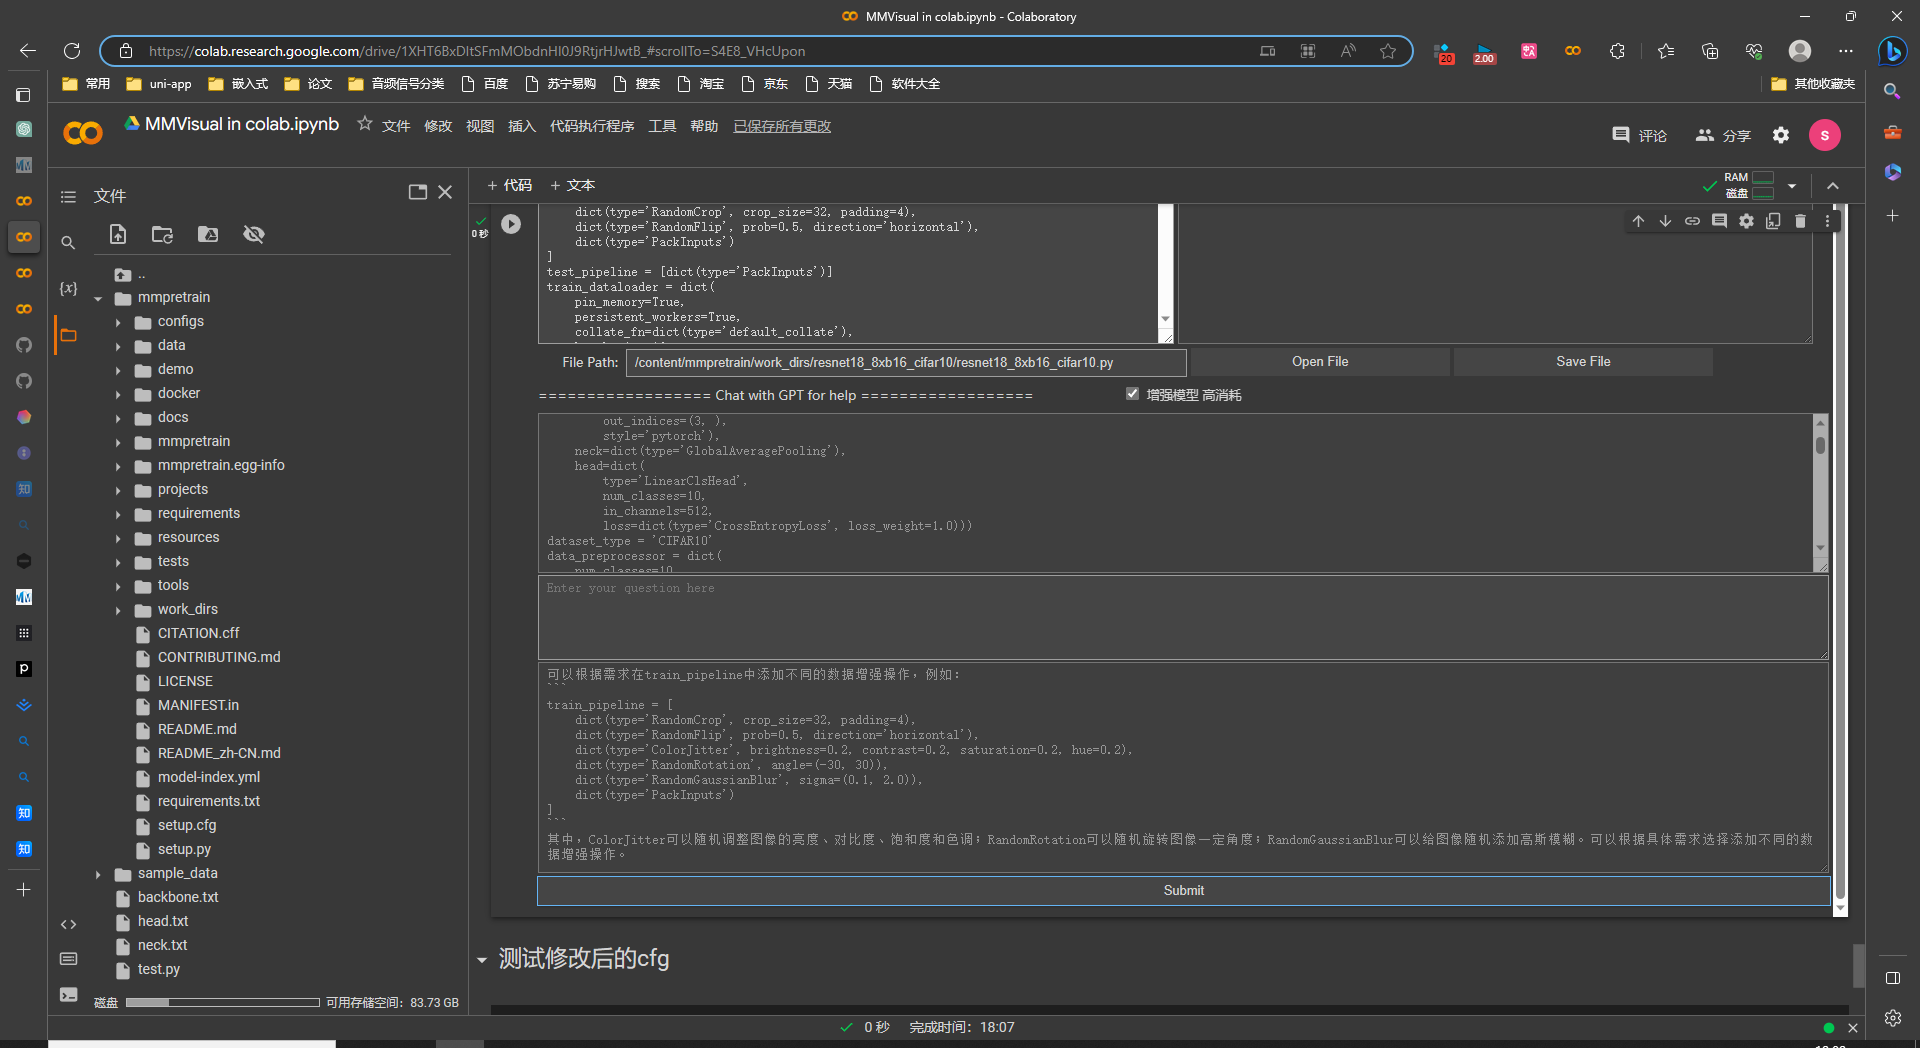 MMVisual in colab.ipynb - Colaboratory
https://colab.research.google.com/drive/1XHT6BxDltSFmMObdnHI0J9RtjrHJwtB_#scrollTo=S4E8_VHcUpon
20
2.00
常用
uni-app
嵌入式
论文
音频信号分类
百度
苏宁易购
搜索
淘宝
京东
天猫
软件大全
其他收藏夹
MMVisual in colab.ipynb
文件 修改 视图 插入 代码执行程序 工具 帮助 已保存所有更改
评论
分享
S
文件
+ 代码 + 文本
RAM
磁盘
..
mmpretrain
configs
data
demo
docker
docs
mmpretrain
mmpretrain.egg-info
projects
requirements
resources
tests
tools
work_dirs
CITATION.cff
CONTRIBUTING.md
LICENSE
MANIFEST.in
README.md
README_zh-CN.md
model-index.yml
requirements.txt
setup.cfg
setup.py
sample_data
backbone.txt
head.txt
neck.txt
test.py
磁盘
可用存储空间：83.73 GB
0 秒
dict(type='RandomCrop', crop_size=32, padding=4),
dict(type='RandomFlip', prob=0.5, direction='horizontal'),
dict(type='PackInputs')
]
test_pipeline = [dict(type='PackInputs')]
train_dataloader = dict(
pin_memory=True,
persistent_workers=True,
collate_fn=dict(type='default_collate'),
File Path: /content/mmpretrain/work_dirs/resnet18_8xb16_cifar10/resnet18_8xb16_cifar10.py
Open File
Save File
================== Chat with GPT for help ==================
增强模型 高消耗
out_indices=(3, ),
style='pytorch'),
neck=dict(type='GlobalAveragePooling'),
head=dict(
type='LinearClsHead',
num_classes=10,
in_channels=512,
loss=dict(type='CrossEntropyLoss', loss_weight=1.0)))
dataset_type = 'CIFAR10'
data_preprocessor = dict(
num_classes=10
Enter your question here
可以根据需求在train_pipeline中添加不同的数据增强操作，例如：
```
train_pipeline = [
dict(type='RandomCrop', crop_size=32, padding=4),
dict(type='RandomFlip', prob=0.5, direction='horizontal'),
dict(type='ColorJitter', brightness=0.2, contrast=0.2, saturation=0.2, hue=0.2),
dict(type='RandomRotation', angle=(-30, 30)),
dict(type='RandomGaussianBlur', sigma=(0.1, 2.0)),
dict(type='PackInputs')
]
```
其中，ColorJitter可以随机调整图像的亮度、对比度、饱和度和色调；RandomRotation可以随机旋转图像一定角度；RandomGaussianBlur可以给图像随机添加高斯模糊。可以根据具体需求选择添加不同的数
据增强操作。
Submit
测试修改后的cfg
0 秒 完成时间：18:07